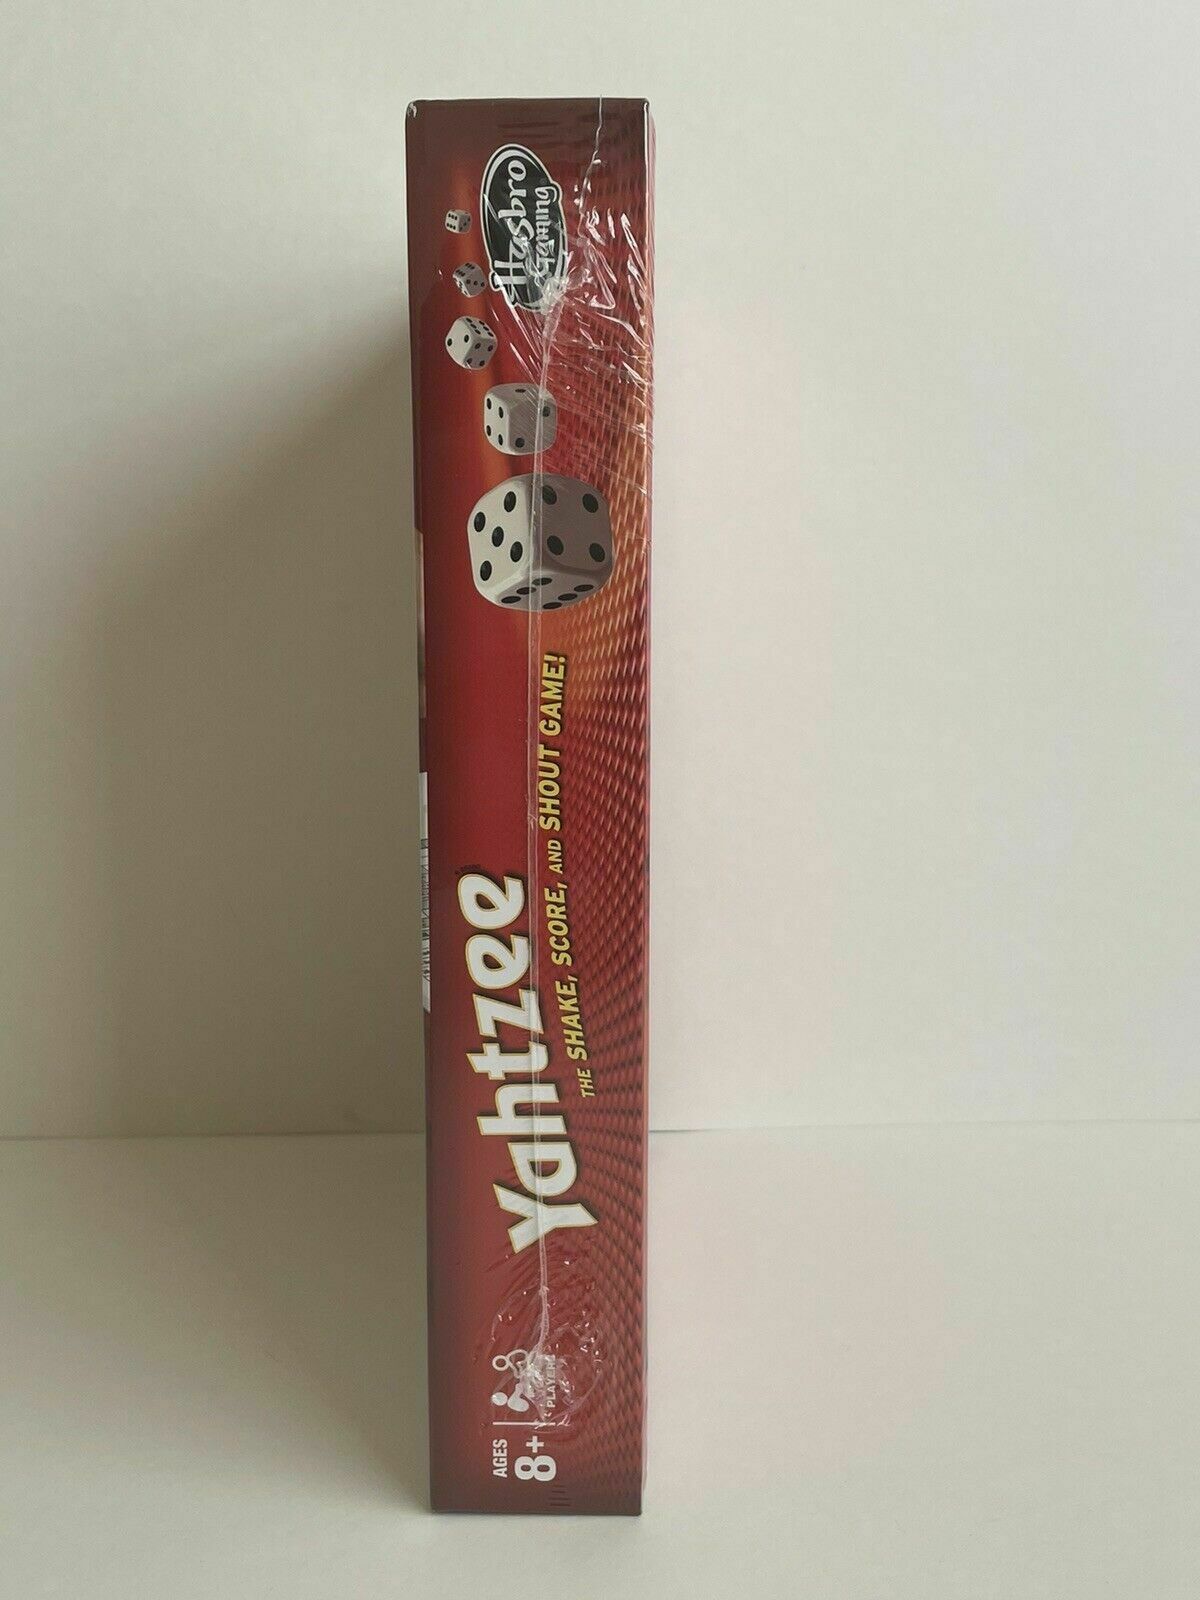 Hasbro
Gaming
Yahtzee
THE SHAKE, SCORE, AND SHOUT GAME!
AGES
8+
PLAYERS